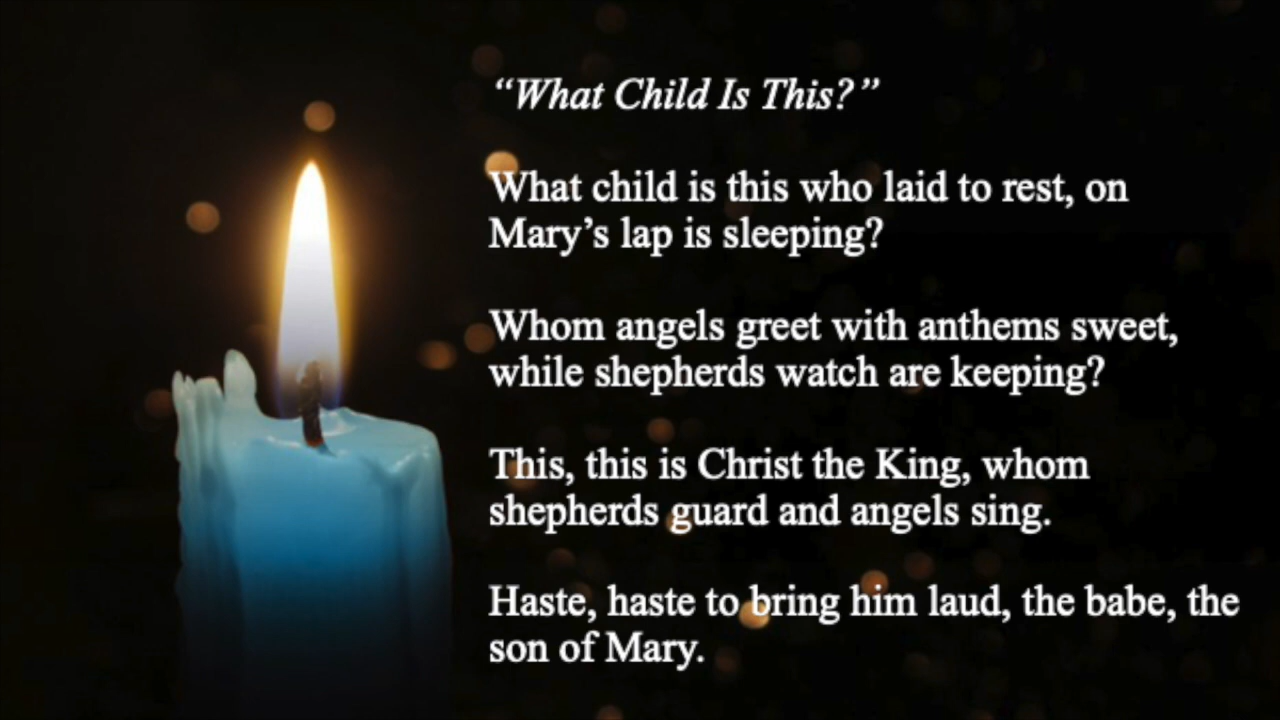 “What Child Is This?”
What child is this who laid to rest, on
Mary’s lap is sleeping?
Whom angels greet with anthems sweet,
while shepherds watch are keeping?
This, this is Christ the King, whom
shepherds guard and angels sing.
Haste, haste to bring him laud, the babe, the
son of Mary.